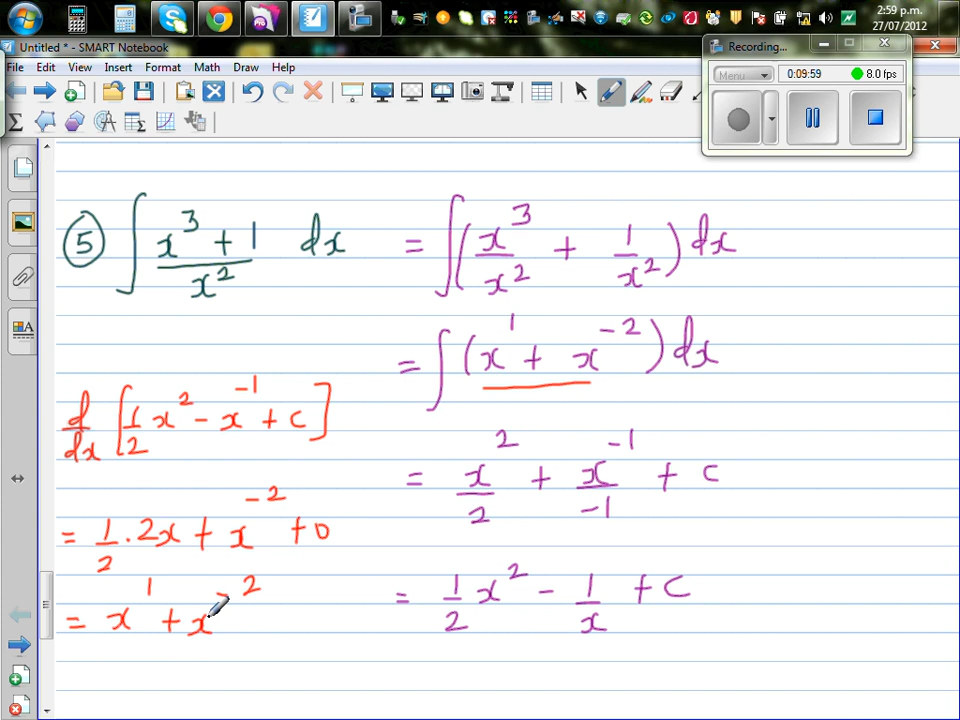 2:59 p.m.
27/07/2012
Untitled * - SMART Notebook
Recording...
File Edit View Insert Format Math Draw Help
Menu
0:09:59
8.0 fps
⑤ ∫ (x³ + 1)/x² dx = ∫ (x³/x² + 1/x²) dx
= ∫ (x¹ + x⁻²) dx
= x²/2 + x⁻¹/-1 + c
= 1/2 x² - 1/x + c
d/dx [1/2 x² - x⁻¹ + c]
= 1/2 . 2x + x⁻² + 0
= x¹ + x⁻²